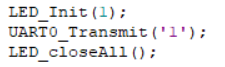 LED_Init(1);
UART0_Transmit('1');
LED_closeAll();